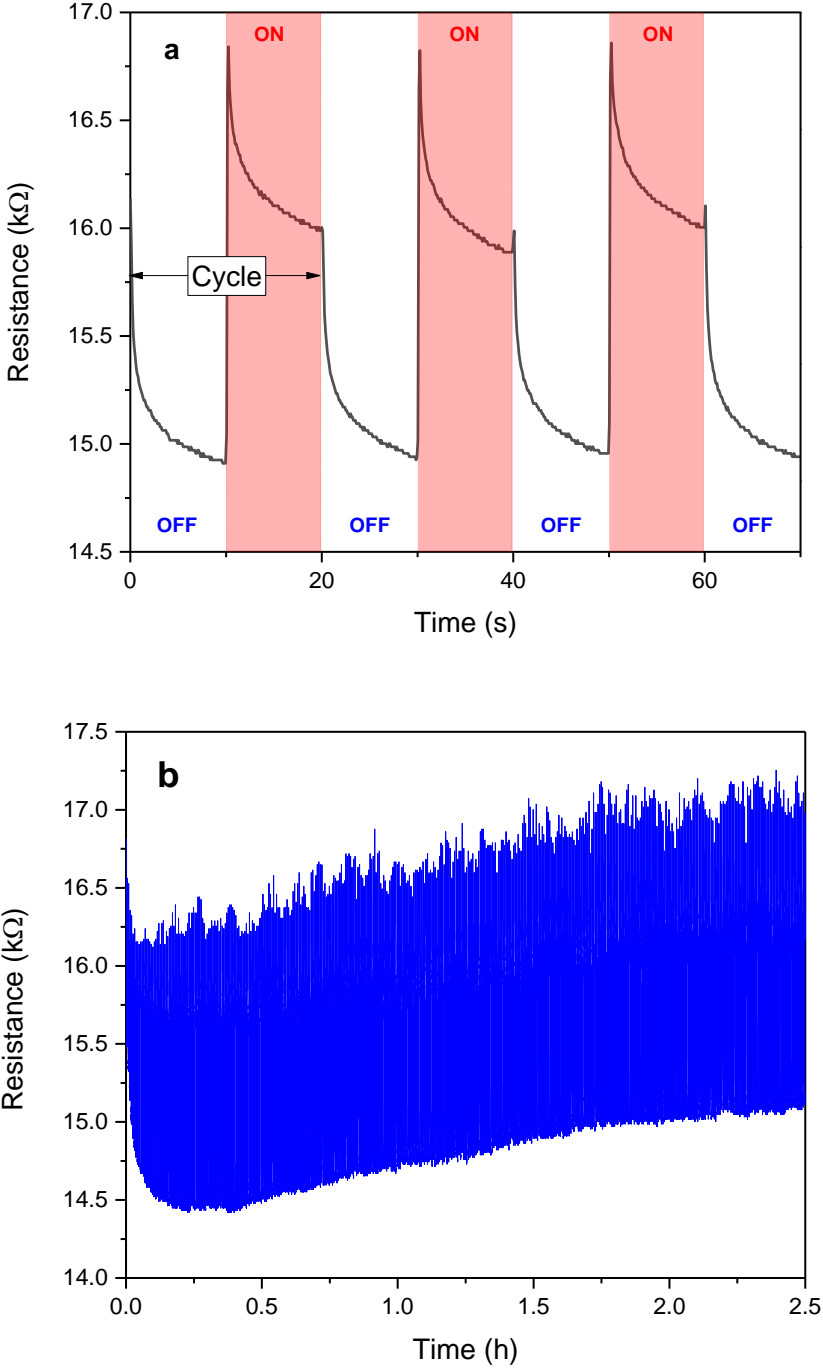 17.0
a
ON
ON
ON
16.5
16.0
Cycle
15.5
15.0
OFF
OFF
OFF
OFF
14.5
0
20
40
60
Time (s)
Resistance (kΩ)
17.5
b
17.0
16.5
16.0
15.5
15.0
14.5
14.0
0.0
0.5
1.0
1.5
2.0
2.5
Time (h)
Resistance (kΩ)